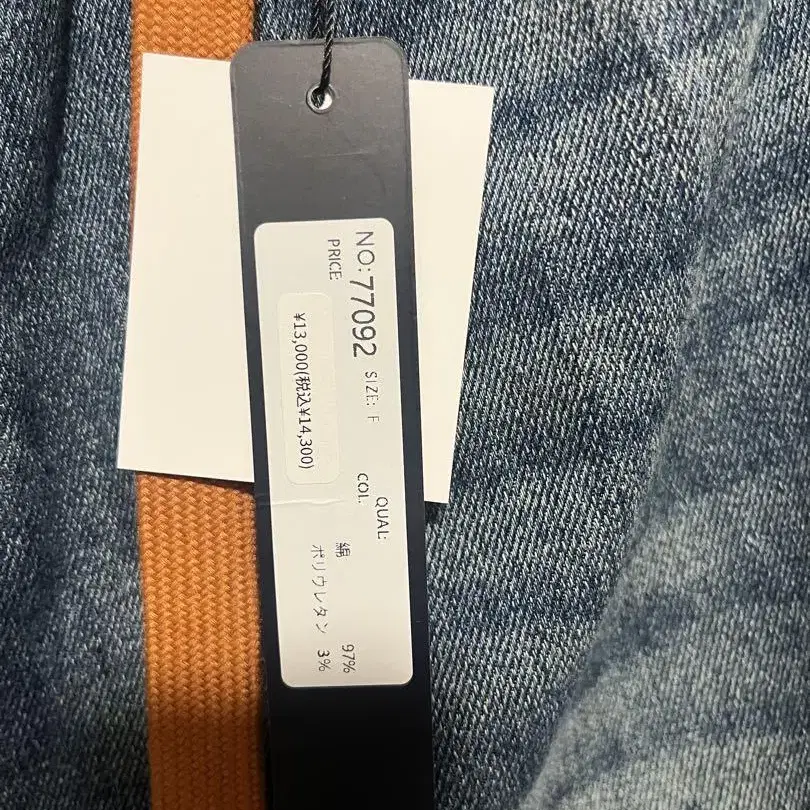 NO: 77092 SIZE: F
PRICE
¥13,000(税込¥14,300)
QUAL:
COL:
綿 97%
ポリウレタン 3%